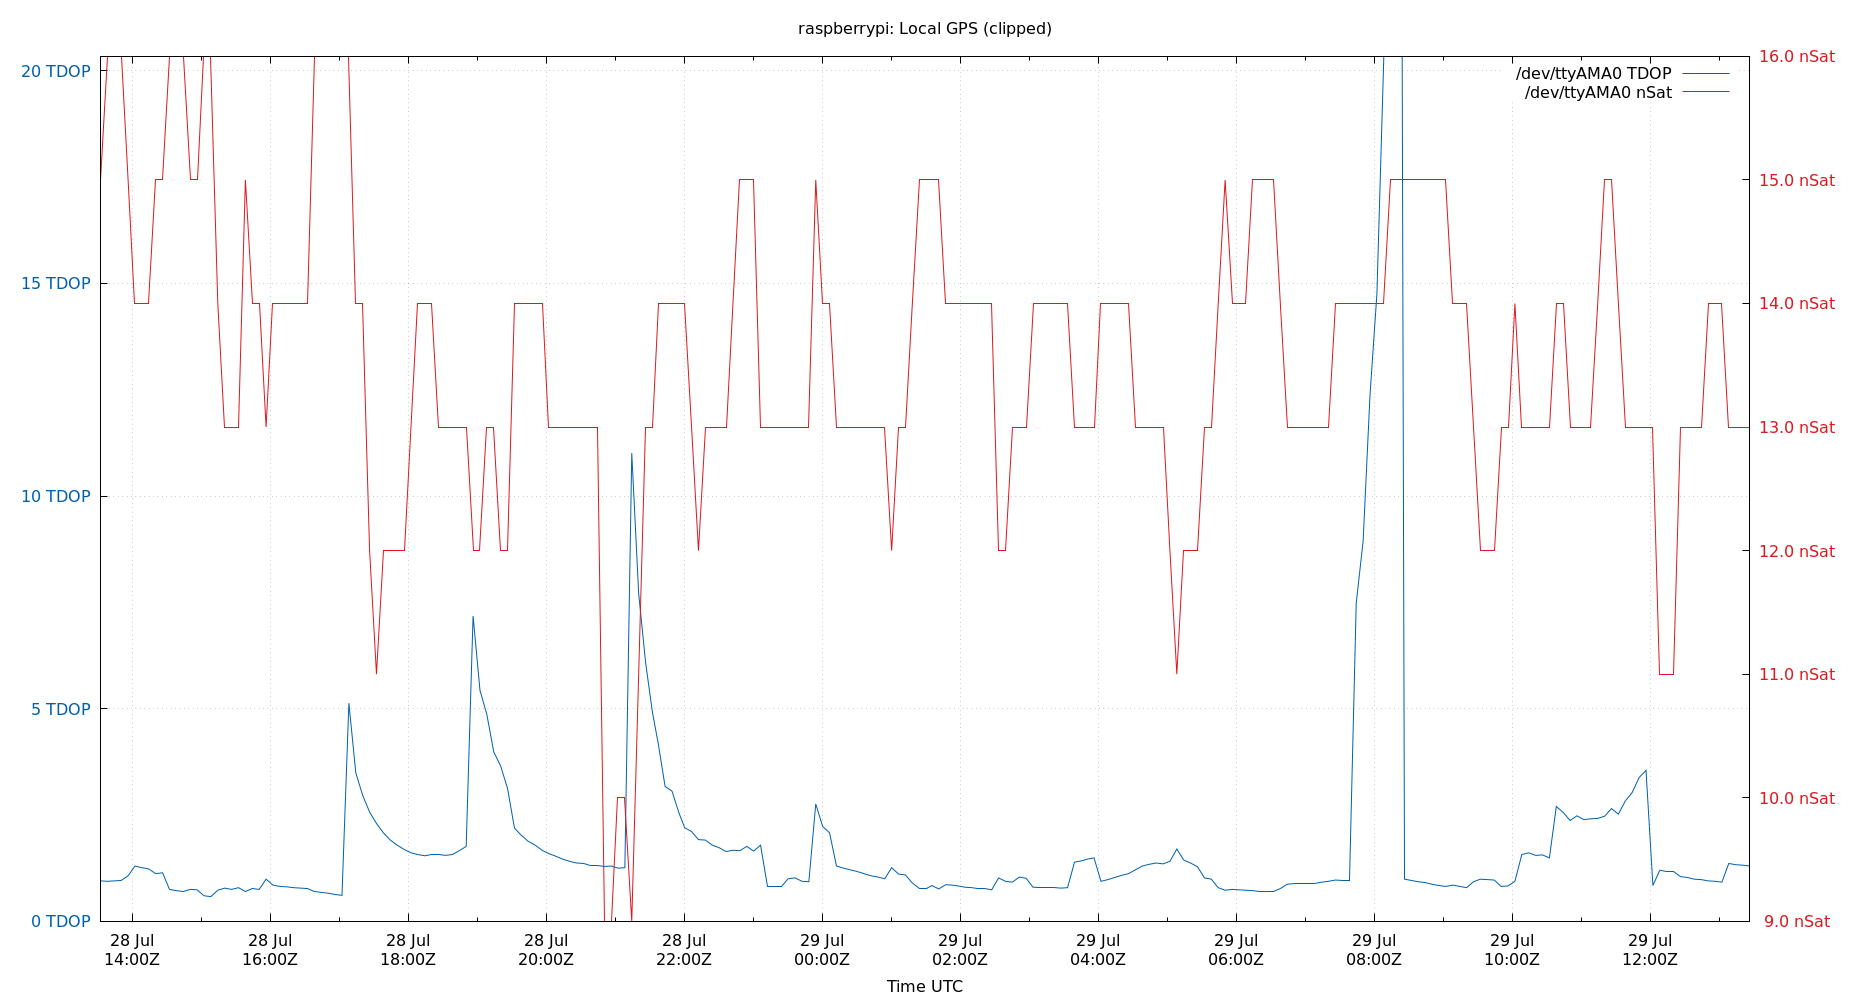 raspberrypi: Local GPS (clipped)
20 TDOP
15 TDOP
10 TDOP
5 TDOP
0 TDOP
16.0 nSat
15.0 nSat
14.0 nSat
13.0 nSat
12.0 nSat
11.0 nSat
10.0 nSat
9.0 nSat
/dev/ttyAMA0 TDOP
/dev/ttyAMA0 nSat
28 Jul
14:00Z
28 Jul
16:00Z
28 Jul
18:00Z
28 Jul
20:00Z
28 Jul
22:00Z
29 Jul
00:00Z
29 Jul
02:00Z
29 Jul
04:00Z
29 Jul
06:00Z
29 Jul
08:00Z
29 Jul
10:00Z
29 Jul
12:00Z
Time UTC